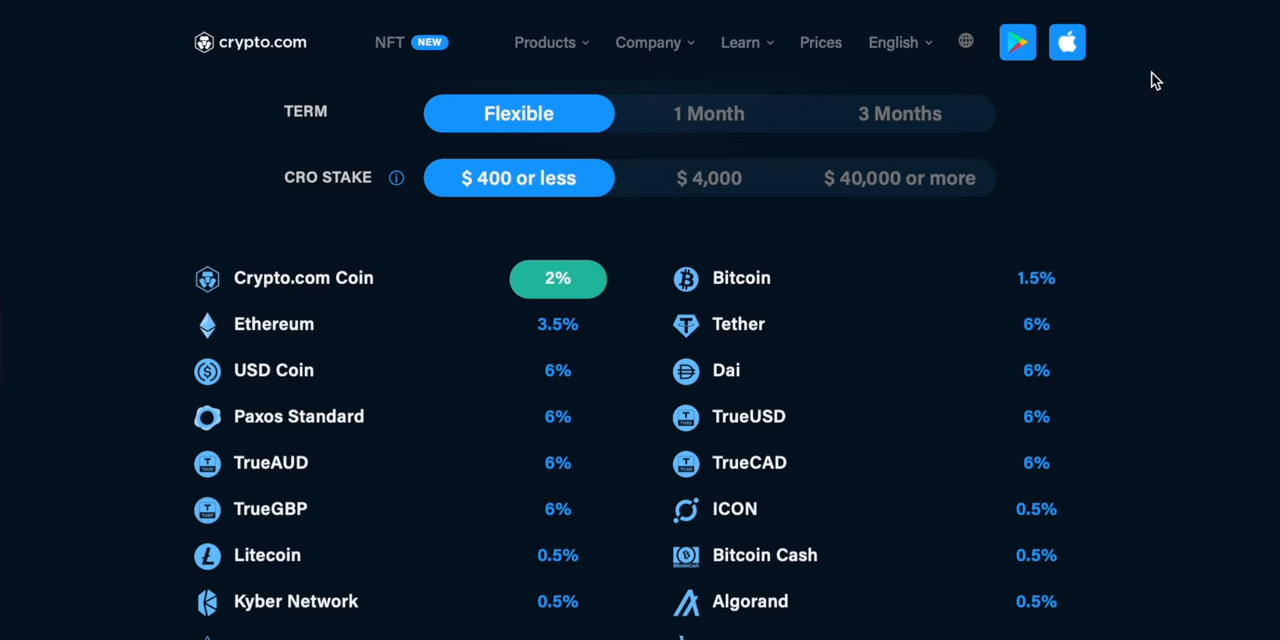 crypto.com NFT NEW Products Company Learn Prices English
TERM Flexible 1 Month 3 Months
CRO STAKE $ 400 or less $ 4,000 $ 40,000 or more
Crypto.com Coin 2% Bitcoin 1.5%
Ethereum 3.5% Tether 6%
USD Coin 6% Dai 6%
Paxos Standard 6% TrueUSD 6%
TrueAUD 6% TrueCAD 6%
TrueGBP 6% ICON 0.5%
Litecoin 0.5% Bitcoin Cash 0.5%
Kyber Network 0.5% Algorand 0.5%